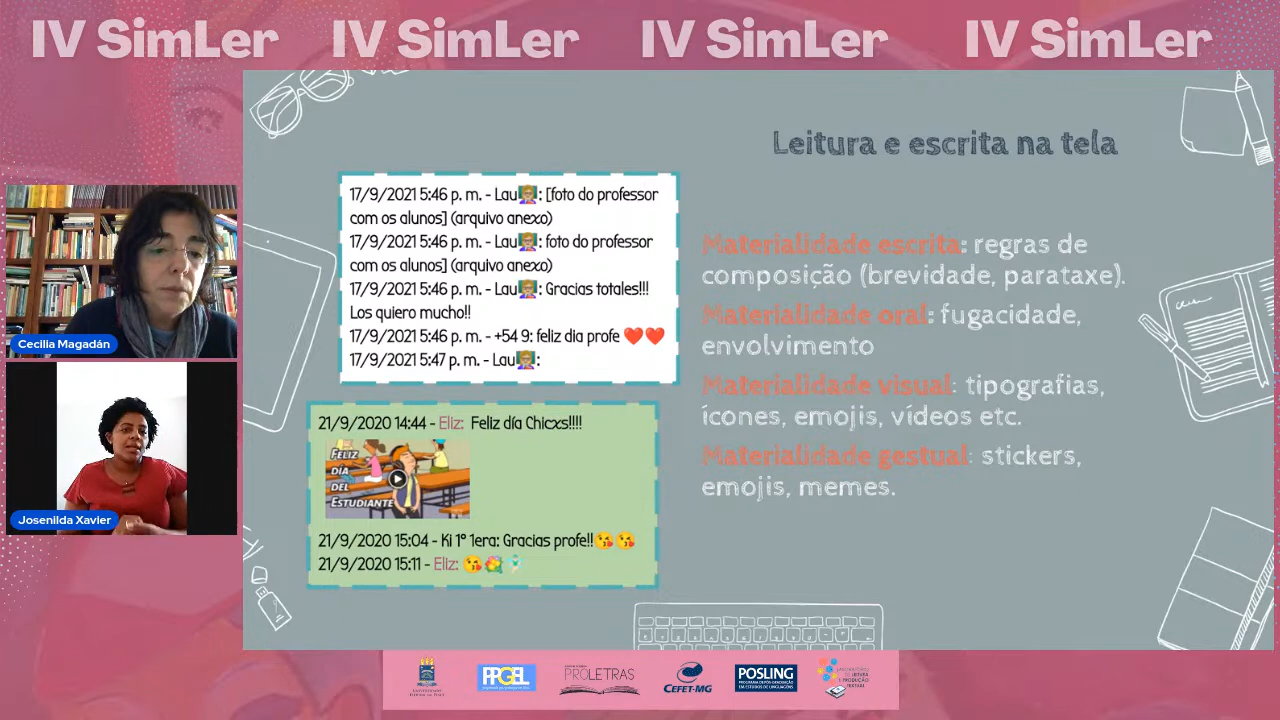 IV SimLer IV SimLer IV SimLer IV SimLer
Leitura e escrita na tela
17/9/2021 5:46 p. m. - Lau👩🏼‍🏫: [foto do professor
com os alunos] (arquivo anexo)
17/9/2021 5:46 p. m. - Lau👩🏼‍🏫: foto do professor
com os alunos] (arquivo anexo)
17/9/2021 5:46 p. m. - Lau👩🏼‍🏫: Gracias totales!!!
Los quiero mucho!!
17/9/2021 5:46 p. m. - +54 9: feliz dia profe ❤️❤️
17/9/2021 5:47 p. m. - Lau👩🏼‍🏫:
21/9/2020 14:44 - Eliz: Feliz día Chicxs!!!!
FELIZ
DÍA
DEL
ESTUDIANTE
21/9/2020 15:04 - Ki 1° 1era: Gracias profe!!😘😘
21/9/2020 15:11 - Eliz: 😘💐
Materialidade escrita: regras de
composição (brevidade, parataxe).
Materialidade oral: fugacidade,
envolvimento
Materialidade visual: tipografias,
ícones, emojis, vídeos etc.
Materialidade gestual: stickers,
emojis, memes.
Cecilia Magadán
Josenilda Xavier
PPGEL
PROLETRAS
CEFET-MG
POSLING